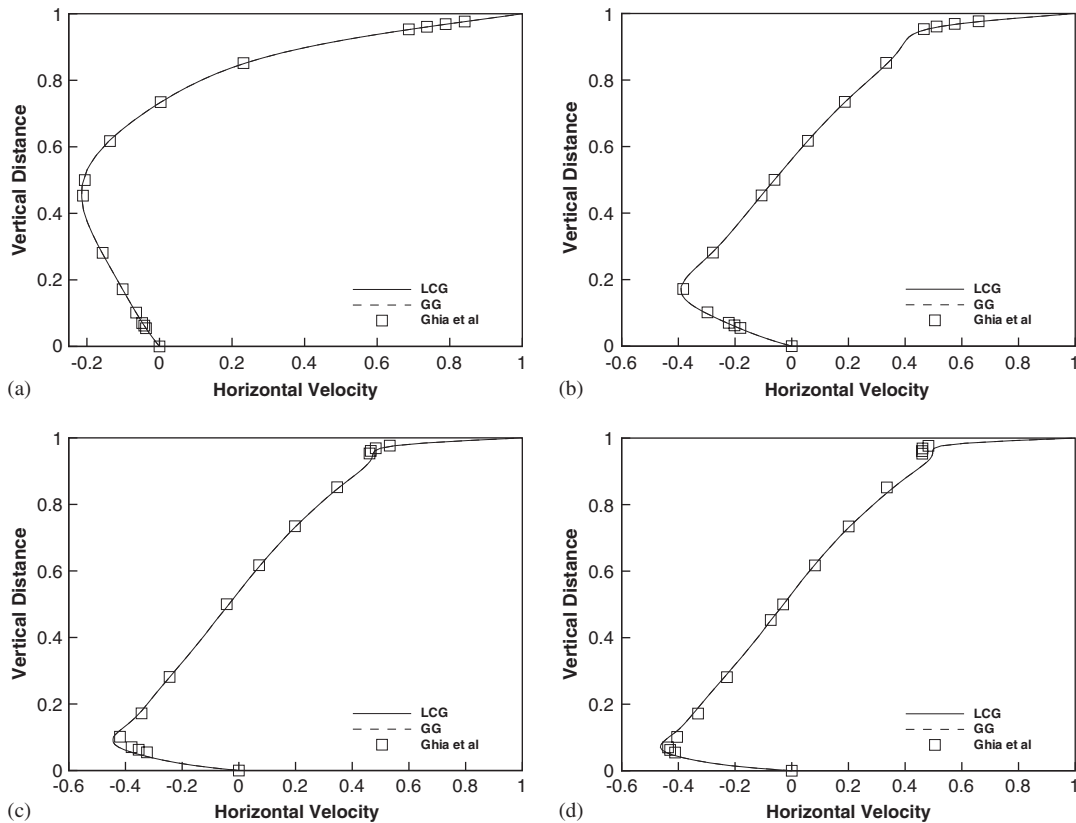 1
0.8
0.6
0.4
0.2
0
Vertical Distance
-0.2 0 0.2 0.4 0.6 0.8 1
Horizontal Velocity
LCG
GG
Ghia et al
(a)
1
0.8
0.6
0.4
0.2
0
Vertical Distance
-0.6 -0.4 -0.2 0 0.2 0.4 0.6 0.8 1
Horizontal Velocity
LCG
GG
Ghia et al
(b)
1
0.8
0.6
0.4
0.2
0
Vertical Distance
-0.6 -0.4 -0.2 0 0.2 0.4 0.6 0.8 1
Horizontal Velocity
LCG
GG
Ghia et al
(c)
1
0.8
0.6
0.4
0.2
0
Vertical Distance
-0.6 -0.4 -0.2 0 0.2 0.4 0.6 0.8 1
Horizontal Velocity
LCG
GG
Ghia et al
(d)